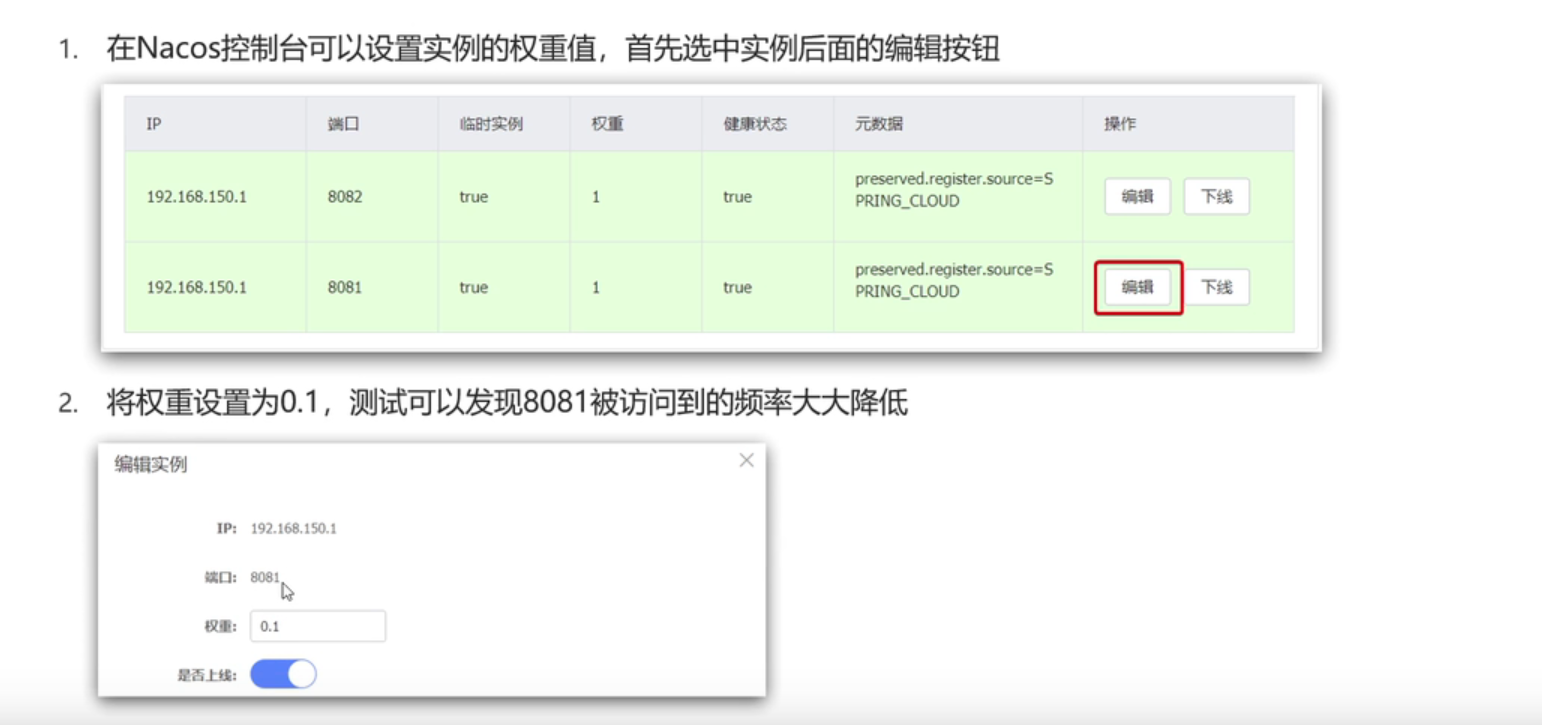 1. 在Nacos控制台可以设置实例的权重值，首先选中实例后面的编辑按钮
IP 端口 临时实例 权重 健康状态 元数据 操作
192.168.150.1 8082 true 1 true preserved.register.source=S
PRING_CLOUD 编辑 下线
192.168.150.1 8081 true 1 true preserved.register.source=S
PRING_CLOUD 编辑 下线
2. 将权重设置为0.1，测试可以发现8081被访问到的频率大大降低
编辑实例
IP: 192.168.150.1
端口: 8081
权重: 0.1
是否上线: